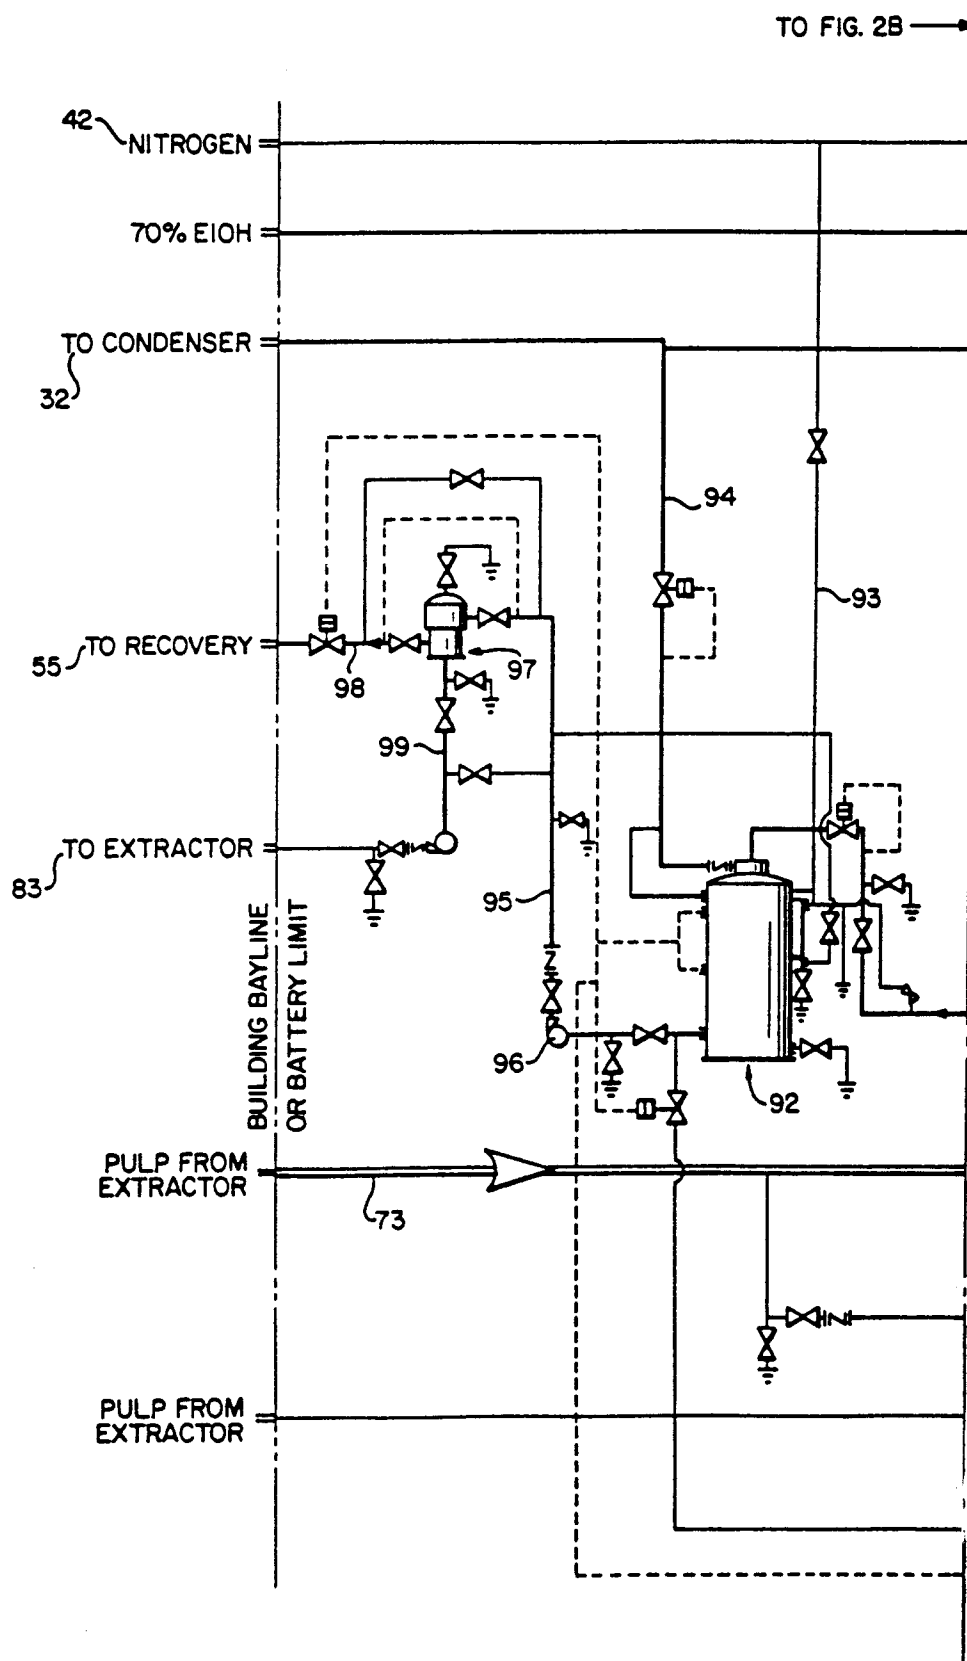 TO FIG. 2B
42
NITROGEN
70% EIOH
TO CONDENSER
32
94
93
TO RECOVERY
55
98
97
99
TO EXTRACTOR
83
95
BUILDING BAYLINE
OR BATTERY LIMIT
96
92
PULP FROM
EXTRACTOR
73
PULP FROM
EXTRACTOR